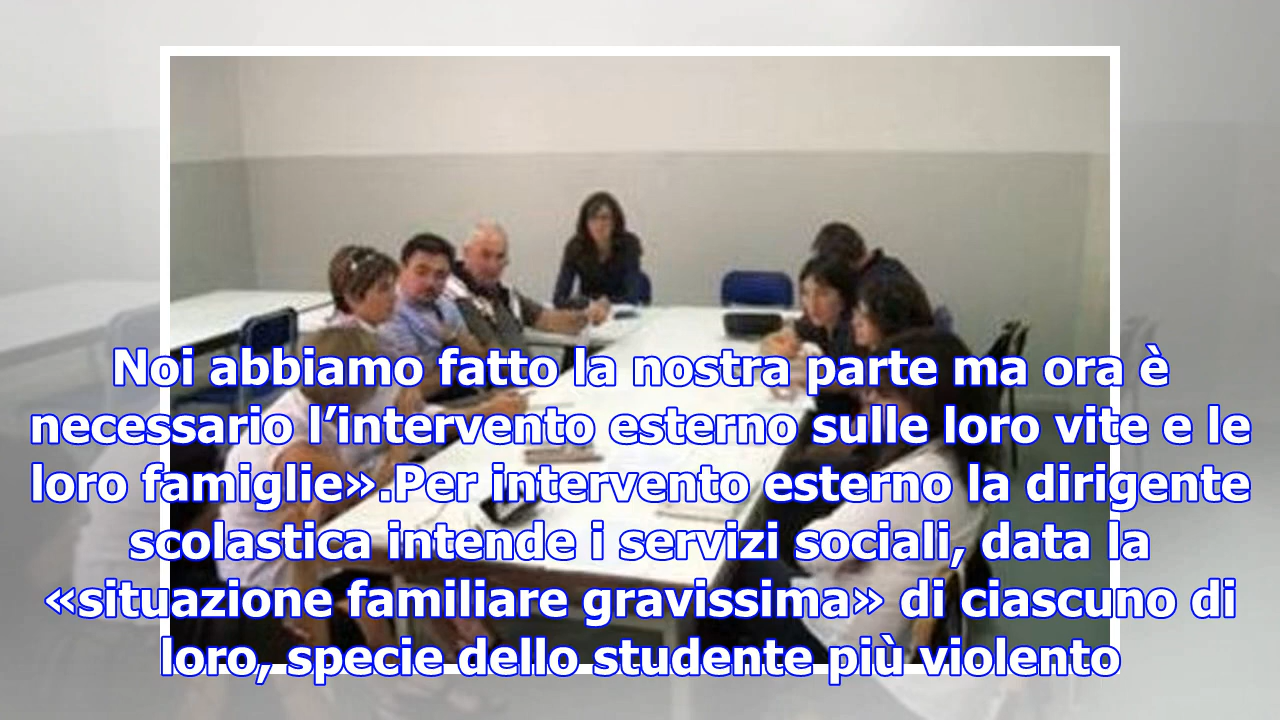 Noi abbiamo fatto la nostra parte ma ora è
necessario l’intervento esterno sulle loro vite e le
loro famiglie».Per intervento esterno la dirigente
scolastica intende i servizi sociali, data la
«situazione familiare gravissima» di ciascuno di
loro, specie dello studente più violento